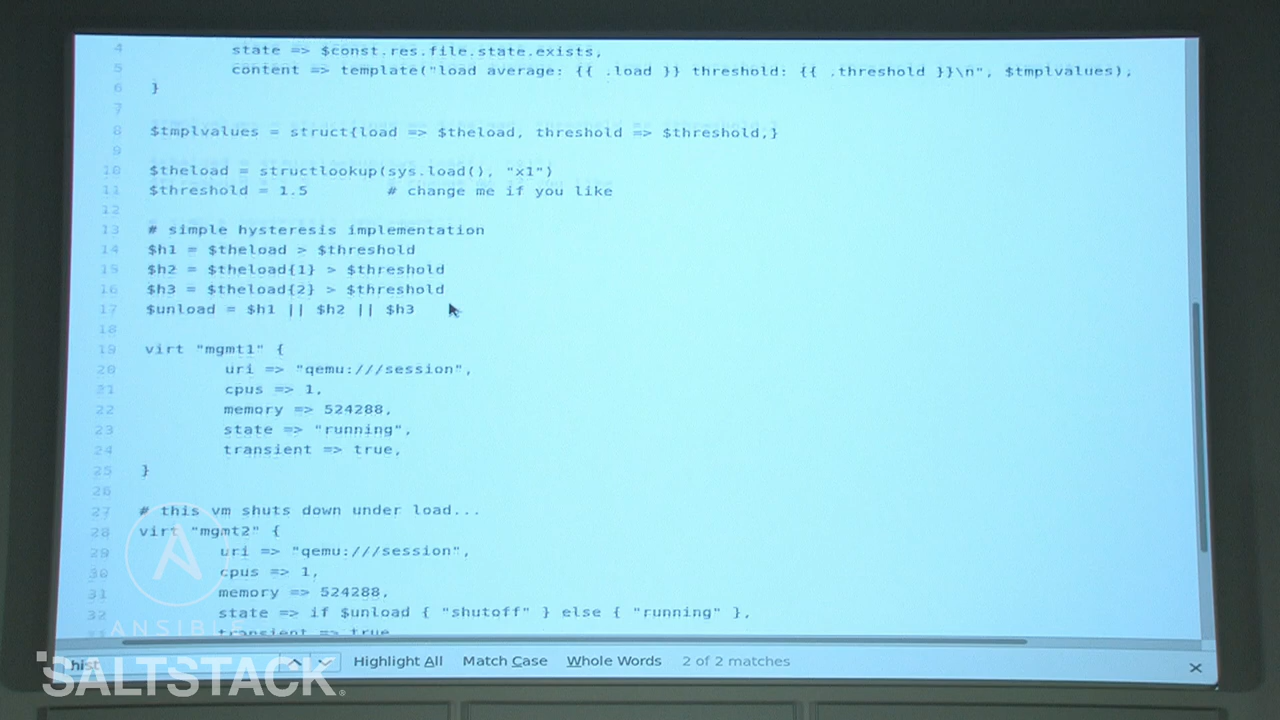 4 state => $const.res.file.state.exists,
5 content => template("load average: {{ .load }} threshold: {{ .threshold }}\n", $tmplvalues),
6 }
7
8 $tmplvalues = struct{load => $theload, threshold => $threshold,}
9
10 $theload = structlookup(sys.load(), "x1")
11 $threshold = 1.5 # change me if you like
12
13 # simple hysteresis implementation
14 $h1 = $theload > $threshold
15 $h2 = $theload{1} > $threshold
16 $h3 = $theload{2} > $threshold
17 $unload = $h1 || $h2 || $h3
18
19 virt "mgmt1" {
20 uri => "qemu:///session",
21 cpus => 1,
22 memory => 524288,
23 state => "running",
24 transient => true,
25 }
26
27 # this vm shuts down under load...
28 virt "mgmt2" {
29 uri => "qemu:///session",
30 cpus => 1,
31 memory => 524288,
32 state => if $unload { "shutoff" } else { "running" },
transient => true
ANSIBLE
hist Highlight All Match Case Whole Words 2 of 2 matches
SALTSTACK